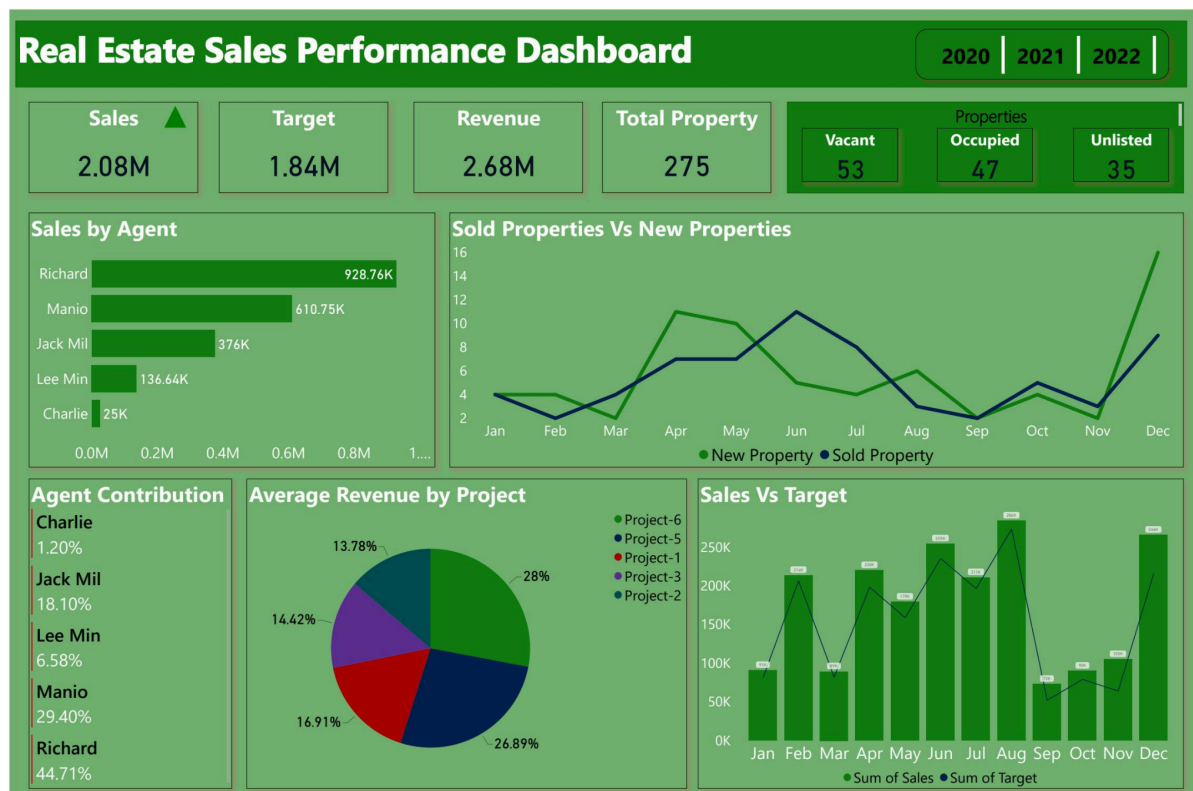 Real Estate Sales Performance Dashboard
2020 2021 2022
Sales
2.08M
Target
1.84M
Revenue
2.68M
Total Property
275
Properties
Vacant
53
Occupied
47
Unlisted
35
Sales by Agent
Richard 928.76K
Manio 610.75K
Jack Mil 376K
Lee Min 136.64K
Charlie 25K
0.0M 0.2M 0.4M 0.6M 0.8M 1....
Sold Properties Vs New Properties
16
14
12
10
8
6
4
2
Jan Feb Mar Apr May Jun Jul Aug Sep Oct Nov Dec
New Property Sold Property
Agent Contribution
Charlie
1.20%
Jack Mil
18.10%
Lee Min
6.58%
Manio
29.40%
Richard
44.71%
Average Revenue by Project
Project-6
Project-5
Project-1
Project-3
Project-2
13.78%
28%
14.42%
16.91%
26.89%
Sales Vs Target
250K
200K
150K
100K
50K
0K
Jan Feb Mar Apr May Jun Jul Aug Sep Oct Nov Dec
Sum of Sales Sum of Target